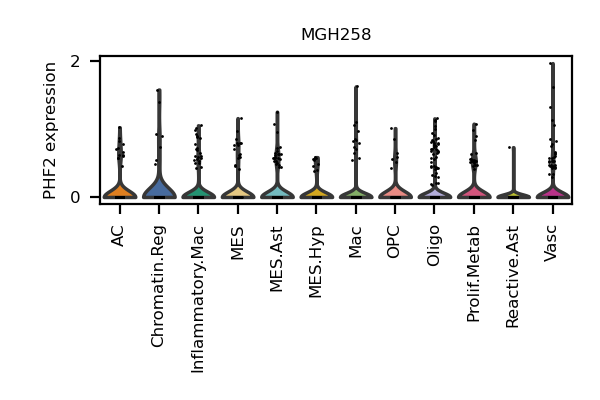 MGH258
PHF2 expression
2
0
AC
Chromatin.Reg
Inflammatory.Mac
MES
MES.Ast
MES.Hyp
Mac
OPC
Oligo
Prolif.Metab
Reactive.Ast
Vasc